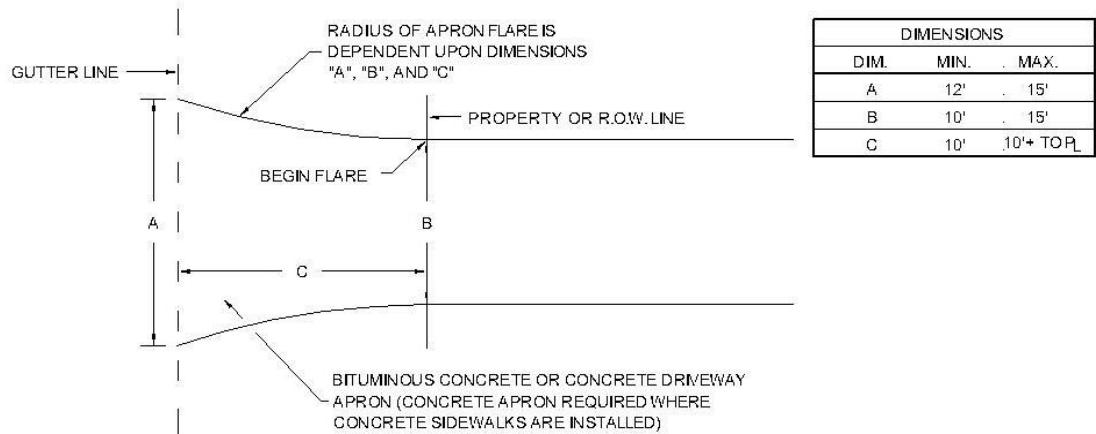 RADIUS OF APRON FLARE IS
DEPENDENT UPON DIMENSIONS
"A", "B", AND "C"
GUTTER LINE
PROPERTY OR R.O.W. LINE
BEGIN FLARE
A
B
C
BITUMINOUS CONCRETE OR CONCRETE DRIVEWAY
APRON (CONCRETE APRON REQUIRED WHERE
CONCRETE SIDEWALKS ARE INSTALLED)
DIMENSIONS
DIM. MIN. . MAX.
A 12' . 15'
B 10' . 15'
C 10' .10'+ TO PL